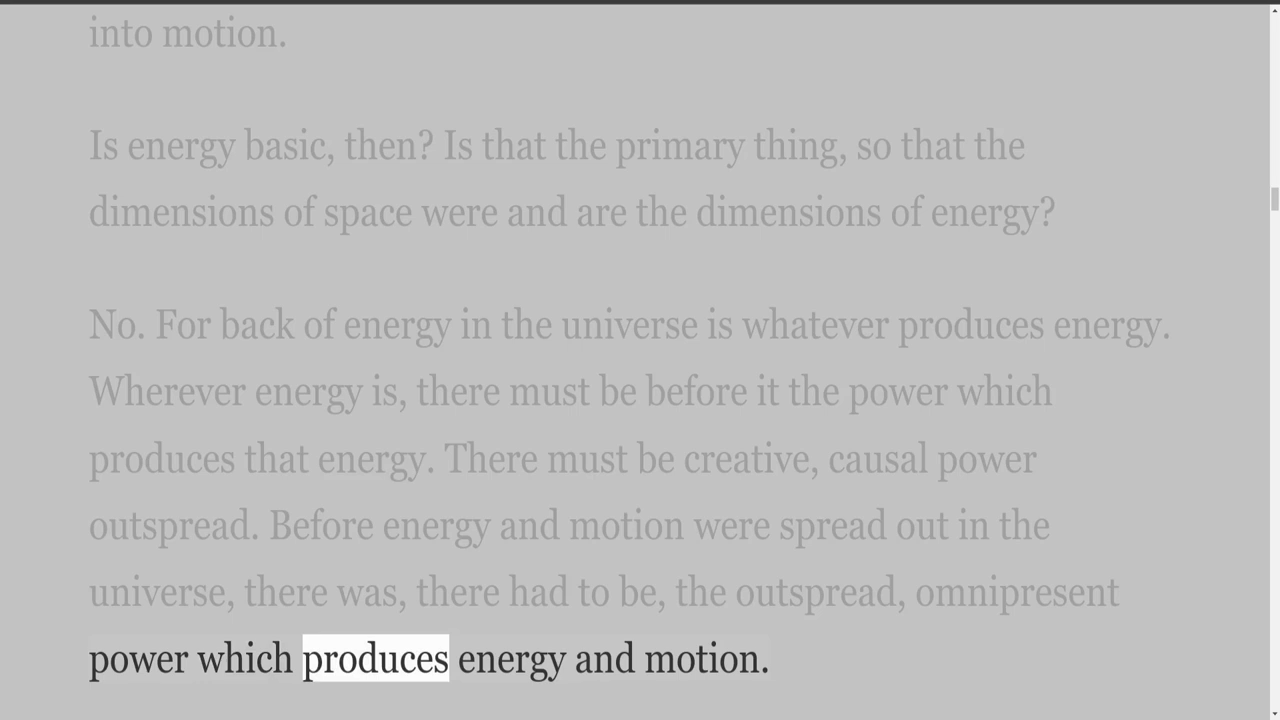 into motion.
Is energy basic, then? Is that the primary thing, so that the
dimensions of space were and are the dimensions of energy?
No. For back of energy in the universe is whatever produces energy.
Wherever energy is, there must be before it the power which
produces that energy. There must be creative, causal power
outspread. Before energy and motion were spread out in the
universe, there was, there had to be, the outspread, omnipresent
power which produces energy and motion.